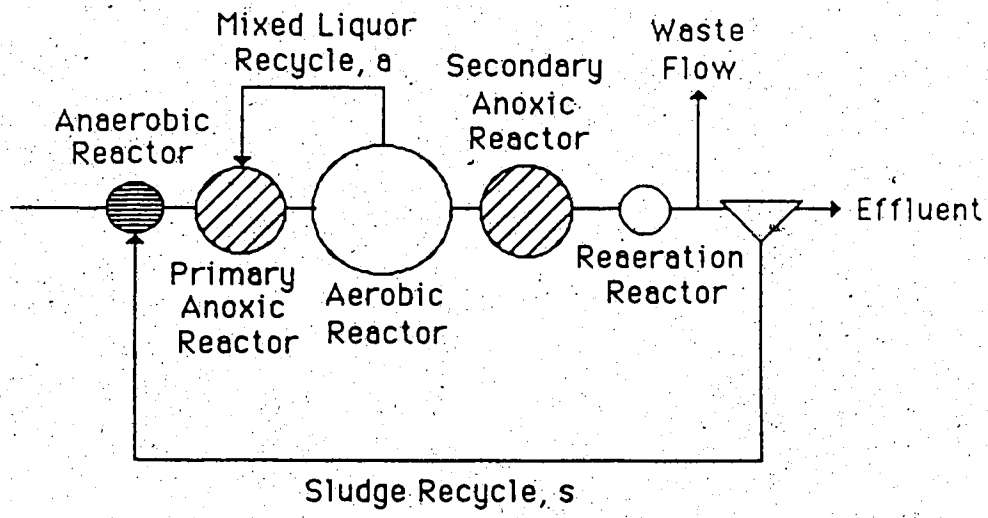 Mixed Liquor
Recycle, a
Waste
Flow
Secondary
Anoxic
Reactor
Anaerobic
Reactor
Effluent
Primary
Anoxic
Reactor
Aerobic
Reactor
Reaeration
Reactor
Sludge Recycle, s